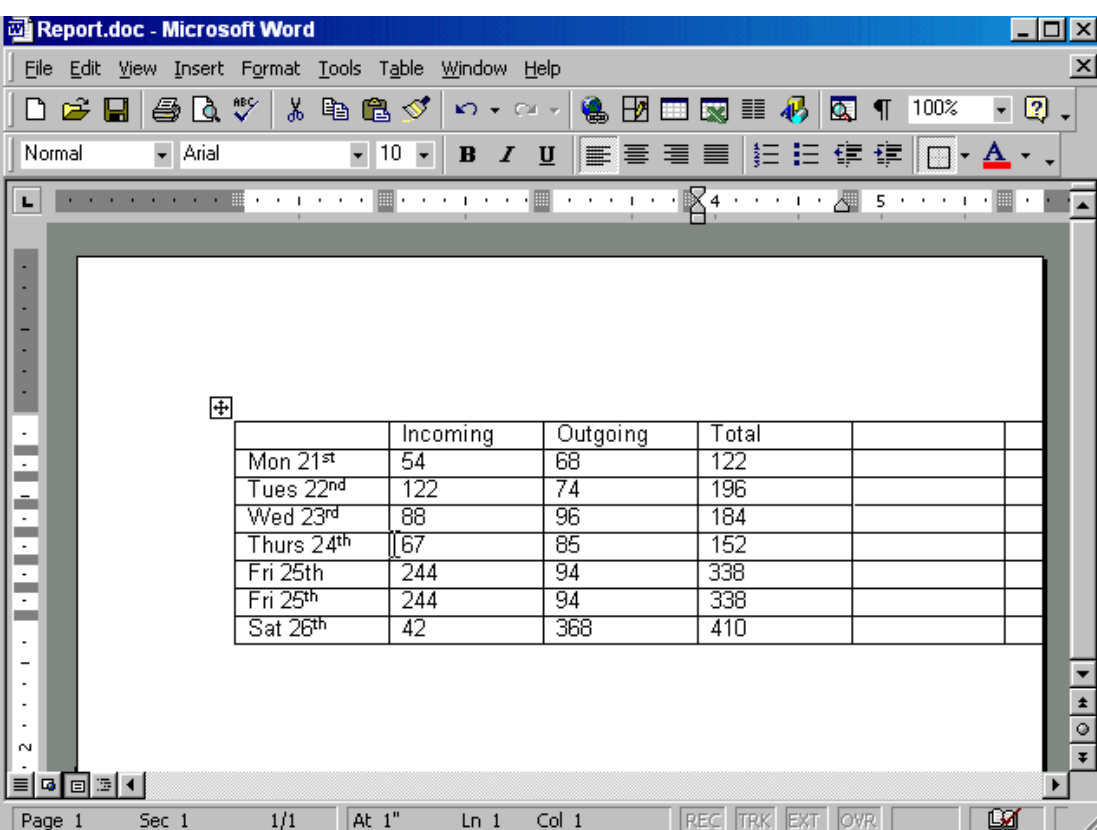 Report.doc - Microsoft Word
File Edit View Insert Format Tools Table Window Help
ABC 100%
Normal Arial 10 B I U A
L 4 5
Incoming Outgoing Total
Mon 21st 54 68 122
Tues 22nd 122 74 196
Wed 23rd 88 96 184
Thurs 24th 67 85 152
Fri 25th 244 94 338
Fri 25th 244 94 338
Sat 26th 42 368 410
2
Page 1 Sec 1 1/1 At 1" Ln 1 Col 1 REC TRK EXT OVR